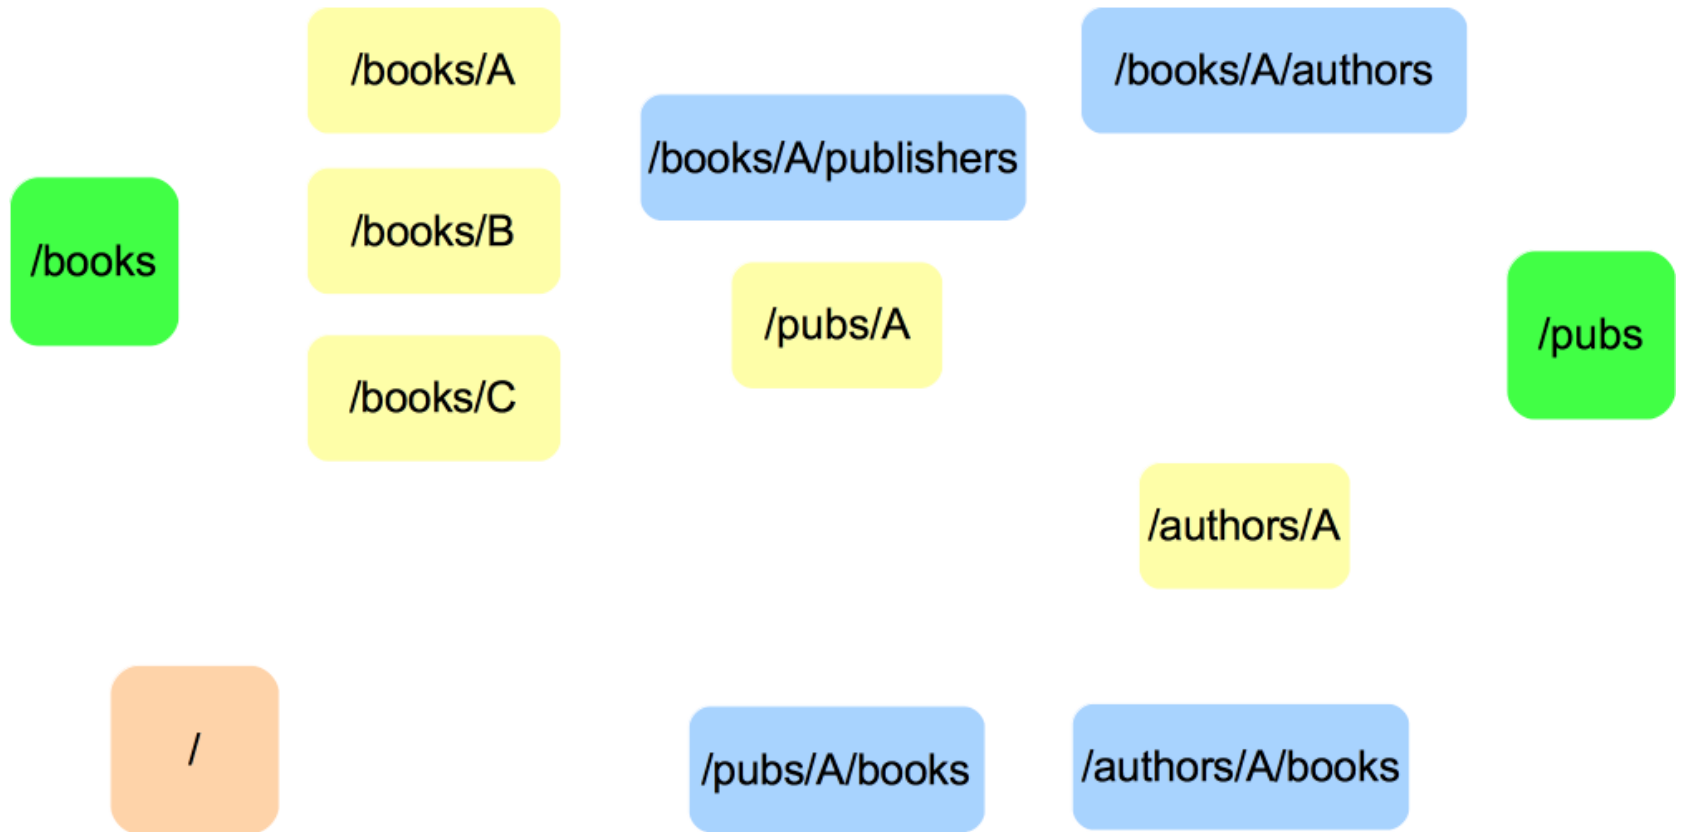 /books/A
/books/A/authors
/books/A/publishers
/books/B
/books
/pubs/A
/pubs
/books/C
/authors/A
/
/pubs/A/books
/authors/A/books